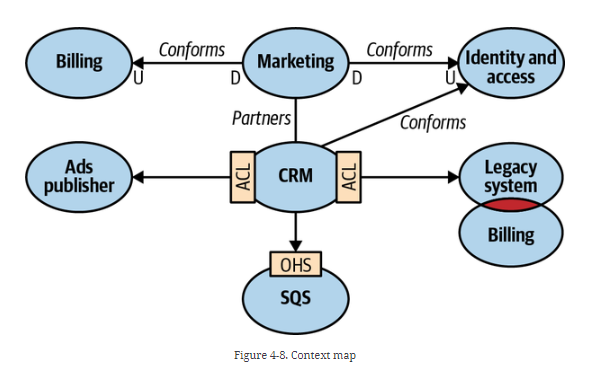 Billing
Conforms
Marketing
Conforms
Identity and
access
U
D
D
U
Partners
Conforms
Ads
publisher
ACL
CRM
ACL
Legacy
system
Billing
OHS
SQS
Figure 4-8. Context map